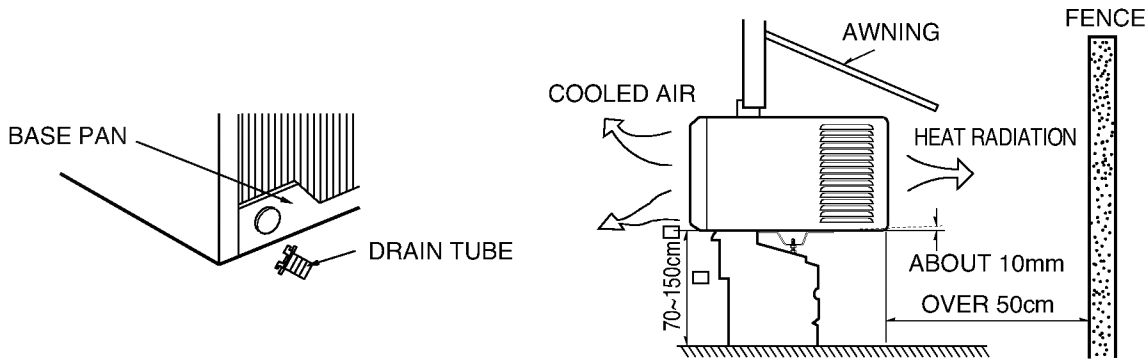 BASE PAN
DRAIN TUBE
FENCE
AWNING
COOLED AIR
HEAT RADIATION
ABOUT 10mm
70~150cm
OVER 50cm